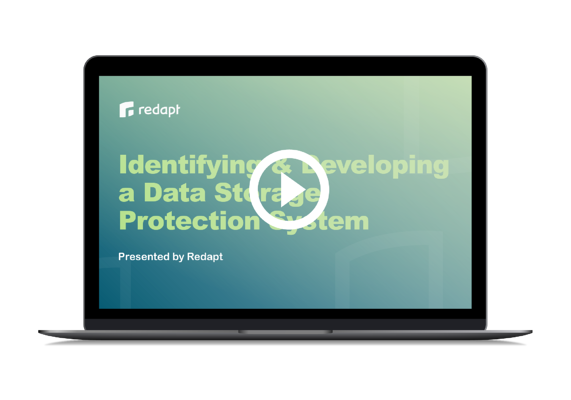 redapt
Identifying & Developing
a Data Storage
Protection System
Presented by Redapt